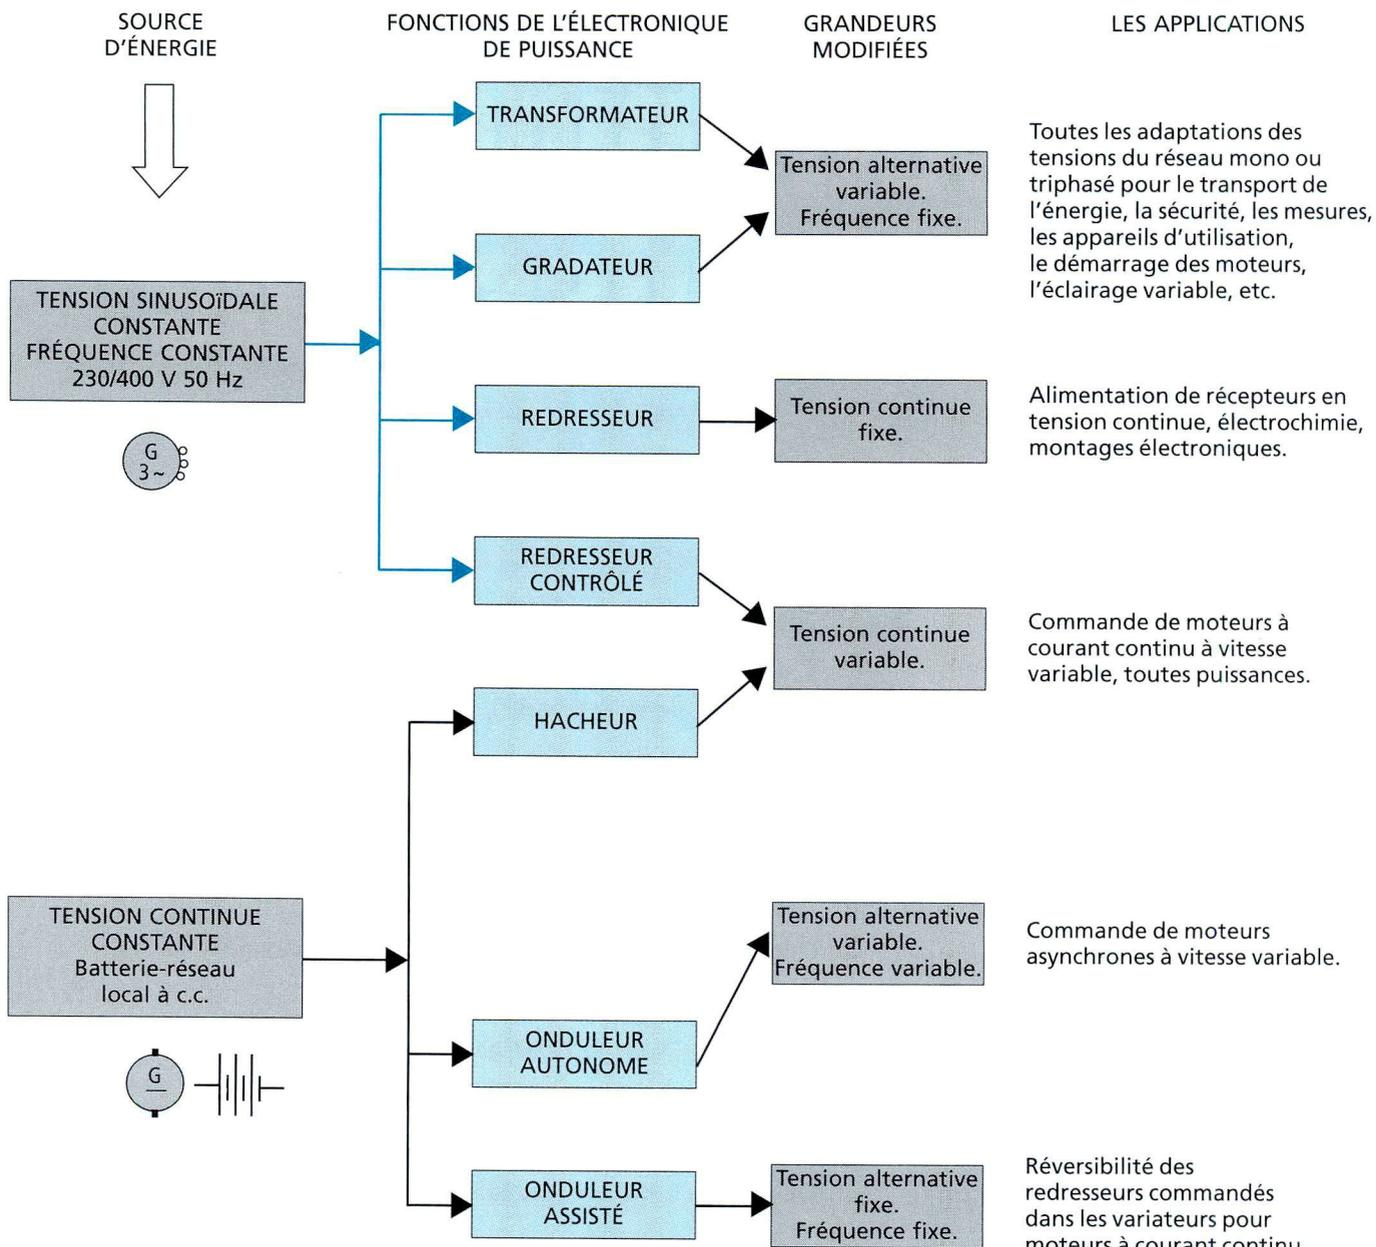 SOURCE
D'ÉNERGIE
FONCTIONS DE L'ÉLECTRONIQUE
DE PUISSANCE
GRANDEURS
MODIFIÉES
LES APPLICATIONS
TENSION SINUSOïDALE
CONSTANTE
FRÉQUENCE CONSTANTE
230/400 V 50 Hz
G
3~
TRANSFORMATEUR
GRADATEUR
Tension alternative
variable.
Fréquence fixe.
Toutes les adaptations des
tensions du réseau mono ou
triphasé pour le transport de
l'énergie, la sécurité, les mesures,
les appareils d'utilisation,
le démarrage des moteurs,
l'éclairage variable, etc.
REDRESSEUR
Tension continue
fixe.
Alimentation de récepteurs en
tension continue, électrochimie,
montages électroniques.
REDRESSEUR
CONTRÔLÉ
HACHEUR
Tension continue
variable.
Commande de moteurs à
courant continu à vitesse
variable, toutes puissances.
TENSION CONTINUE
CONSTANTE
Batterie-réseau
local à c.c.
G
ONDULEUR
AUTONOME
Tension alternative
variable.
Fréquence variable.
Commande de moteurs
asynchrones à vitesse variable.
ONDULEUR
ASSISTÉ
Tension alternative
fixe.
Fréquence fixe.
Réversibilité des
redresseurs commandés
dans les variateurs pour
moteurs à courant continu